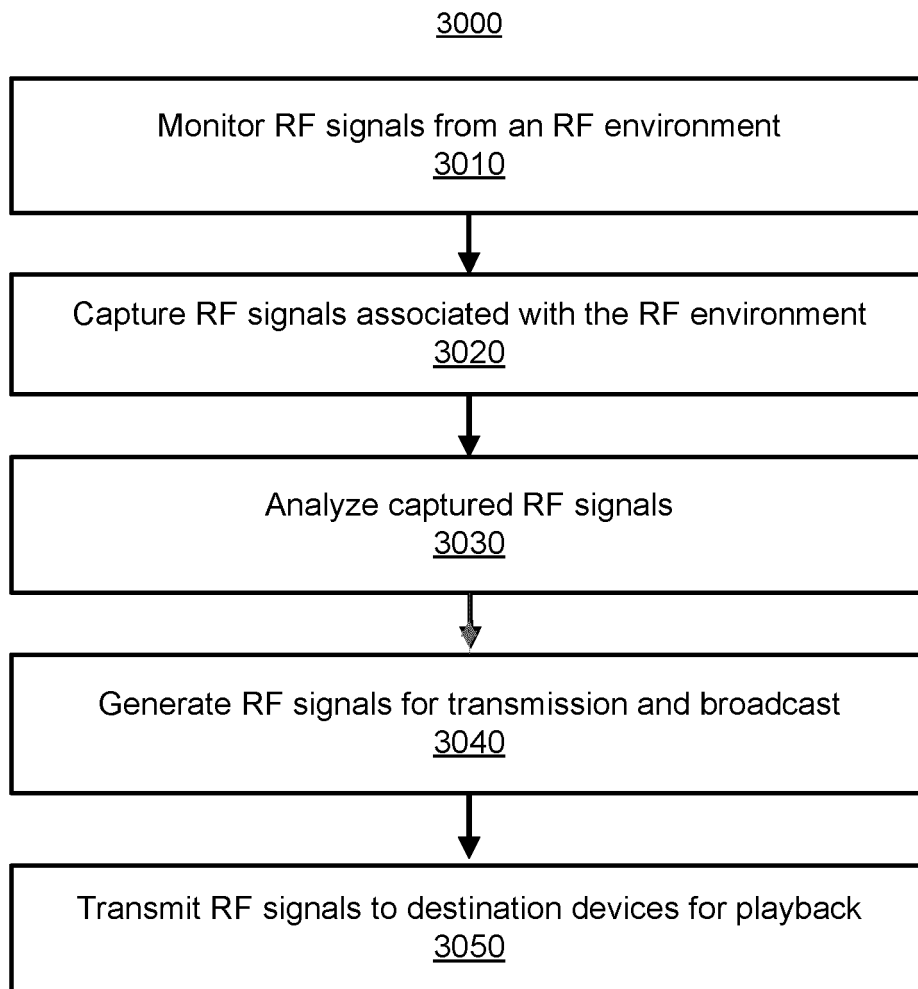 3000
Monitor RF signals from an RF environment
3010
Capture RF signals associated with the RF environment
3020
Analyze captured RF signals
3030
Generate RF signals for transmission and broadcast
3040
Transmit RF signals to destination devices for playback
3050